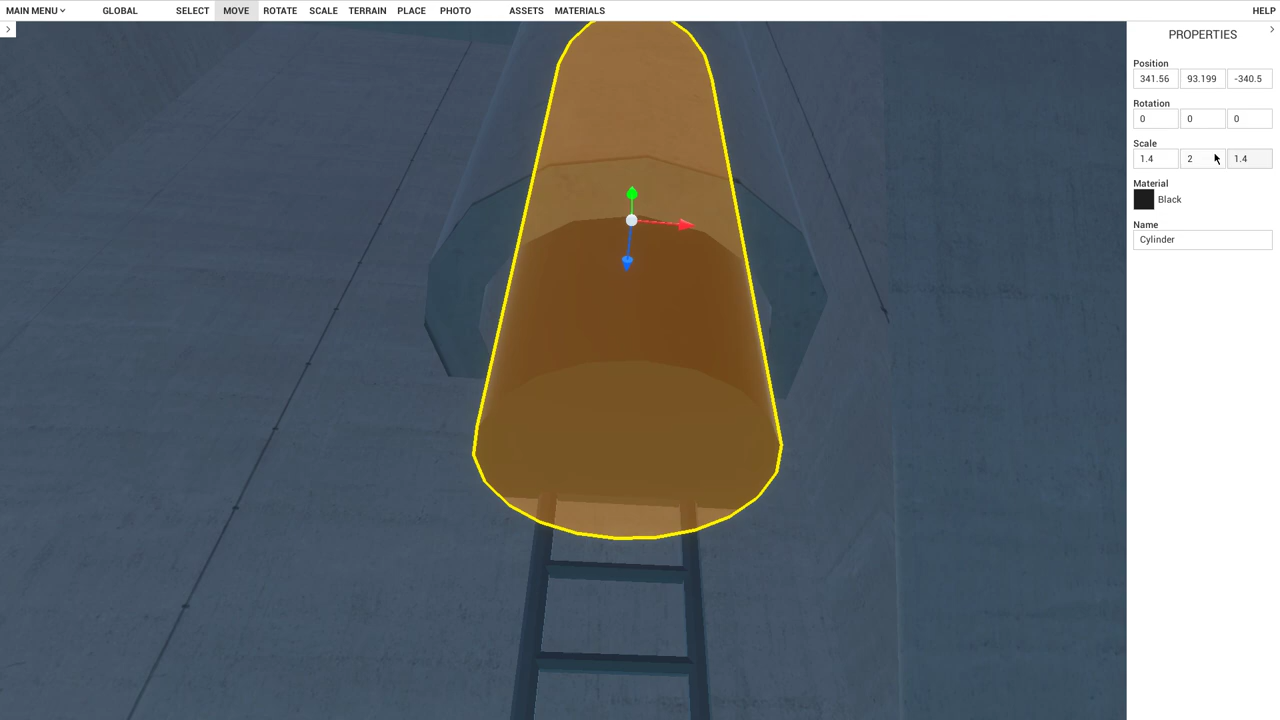 MAIN MENU GLOBAL SELECT MOVE ROTATE SCALE TERRAIN PLACE PHOTO ASSETS MATERIALS HELP
PROPERTIES
Position
341.56 93.199 -340.5
Rotation
0 0 0
Scale
1.4 2 1.4
Material
Black
Name
Cylinder